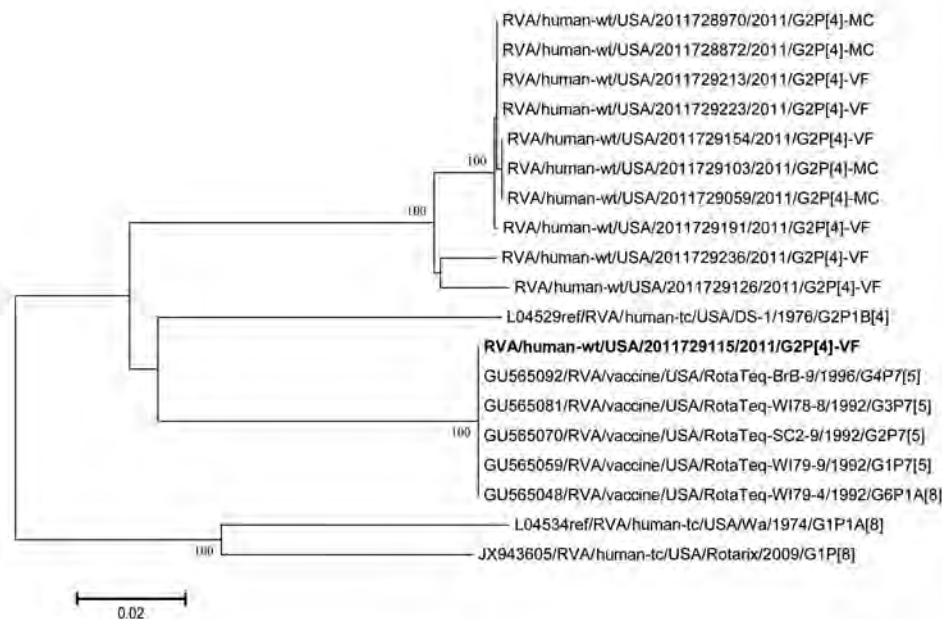 RVA/human-wt/USA/2011728970/2011/G2P[4]-MC
RVA/human-wt/USA/2011728872/2011/G2P[4]-MC
RVA/human-wt/USA/2011729213/2011/G2P[4]-VF
RVA/human-wt/USA/2011729223/2011/G2P[4]-VF
RVA/human-wt/USA/2011729154/2011/G2P[4]-VF
100
RVA/human-wt/USA/2011729103/2011/G2P[4]-MC
RVA/human-wt/USA/2011729059/2011/G2P[4]-MC
100
RVA/human-wt/USA/2011729191/2011/G2P[4]-VF
RVA/human-wt/USA/2011729236/2011/G2P[4]-VF
RVA/human-wt/USA/2011729126/2011/G2P[4]-VF
L04529ref/RVA/human-tc/USA/DS-1/1976/G2P1B[4]
RVA/human-wt/USA/2011729115/2011/G2P[4]-VF
GU565092/RVA/vaccine/USA/RotaTeq-BrB-9/1996/G4P7[5]
GU565081/RVA/vaccine/USA/RotaTeq-WI78-8/1992/G3P7[5]
100
GU565070/RVA/vaccine/USA/RotaTeq-SC2-9/1992/G2P7[5]
GU565059/RVA/vaccine/USA/RotaTeq-WI79-9/1992/G1P7[5]
GU565048/RVA/vaccine/USA/RotaTeq-WI79-4/1992/G6P1A[8]
L04534ref/RVA/human-tc/USA/Wa/1974/G1P1A[8]
100
JX943605/RVA/human-tc/USA/Rotarix/2009/G1P[8]
0.02